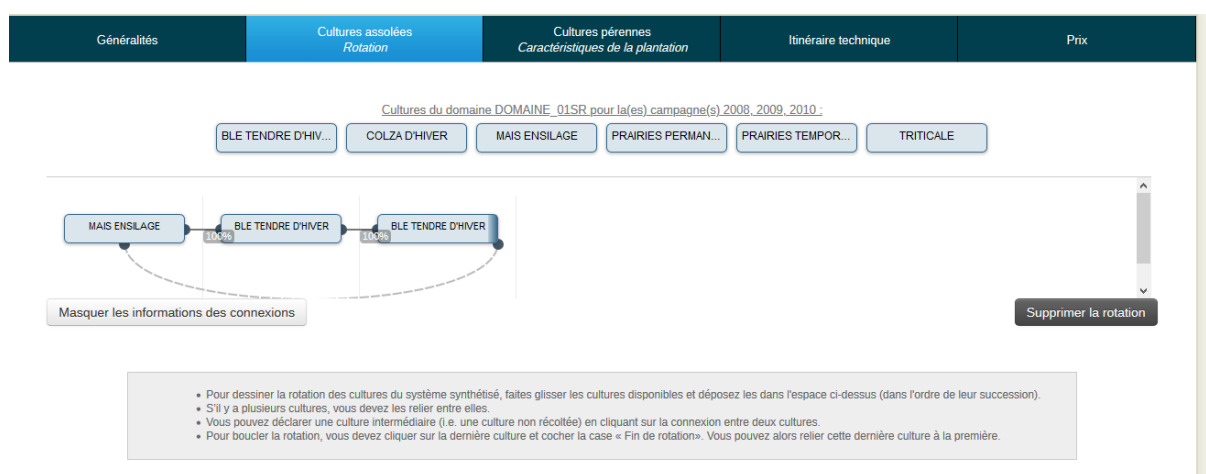 Généralités
Cultures assolées
Rotation
Cultures pérennes
Caractéristiques de la plantation
Itinéraire technique
Prix
Cultures du domaine DOMAINE_01SR pour la(es) campagne(s) 2008, 2009, 2010 :
BLE TENDRE D'HIV...
COLZA D'HIVER
MAIS ENSILAGE
PRAIRIES PERMAN...
PRAIRIES TEMPOR...
TRITICALE
MAIS ENSILAGE
100%
BLE TENDRE D'HIVER
100%
BLE TENDRE D'HIVER
Masquer les informations des connexions
Supprimer la rotation
• Pour dessiner la rotation des cultures du système synthétisé, faites glisser les cultures disponibles et déposez les dans l'espace ci-dessus (dans l'ordre de leur succession).
• S'il y a plusieurs cultures, vous devez les relier entre elles.
• Vous pouvez déclarer une culture intermédiaire (i.e. une culture non récoltée) en cliquant sur la connexion entre deux cultures.
• Pour boucler la rotation, vous devez cliquer sur la dernière culture et cocher la case « Fin de rotation». Vous pouvez alors relier cette dernière culture à la première.